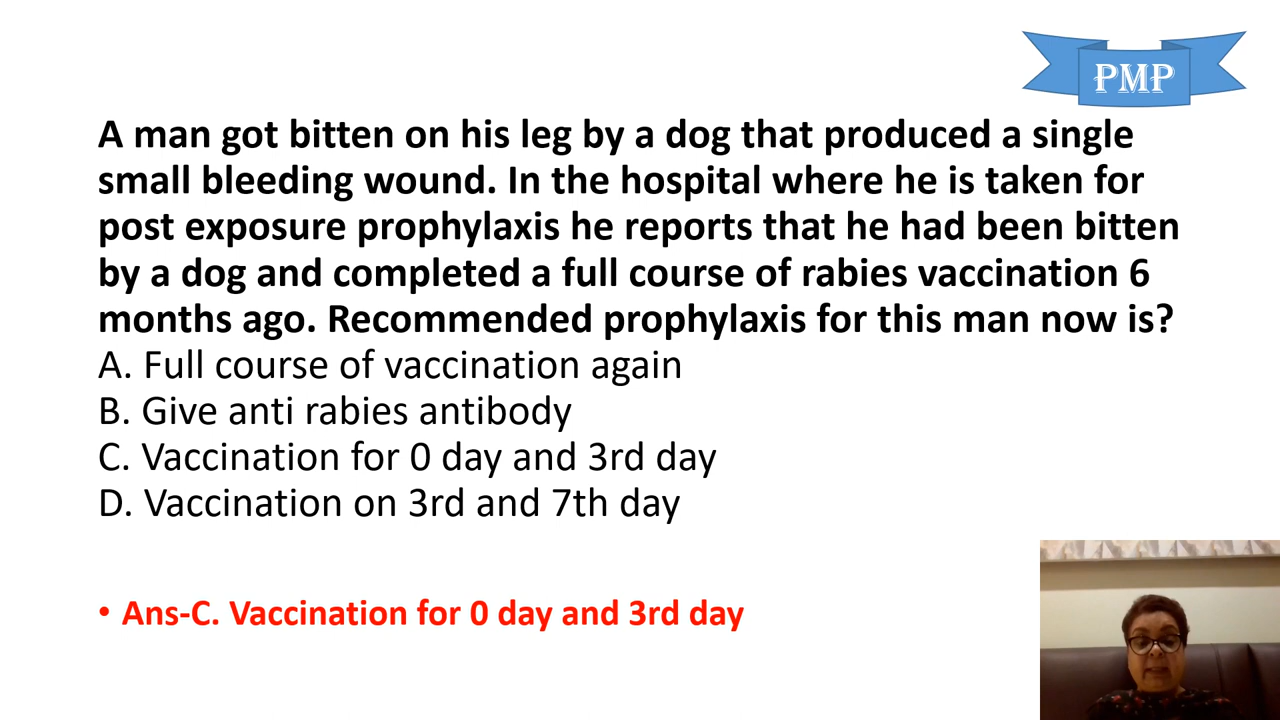 PMP
A man got bitten on his leg by a dog that produced a single
small bleeding wound. In the hospital where he is taken for
post exposure prophylaxis he reports that he had been bitten
by a dog and completed a full course of rabies vaccination 6
months ago. Recommended prophylaxis for this man now is?
A. Full course of vaccination again
B. Give anti rabies antibody
C. Vaccination for 0 day and 3rd day
D. Vaccination on 3rd and 7th day
• Ans-C. Vaccination for 0 day and 3rd day